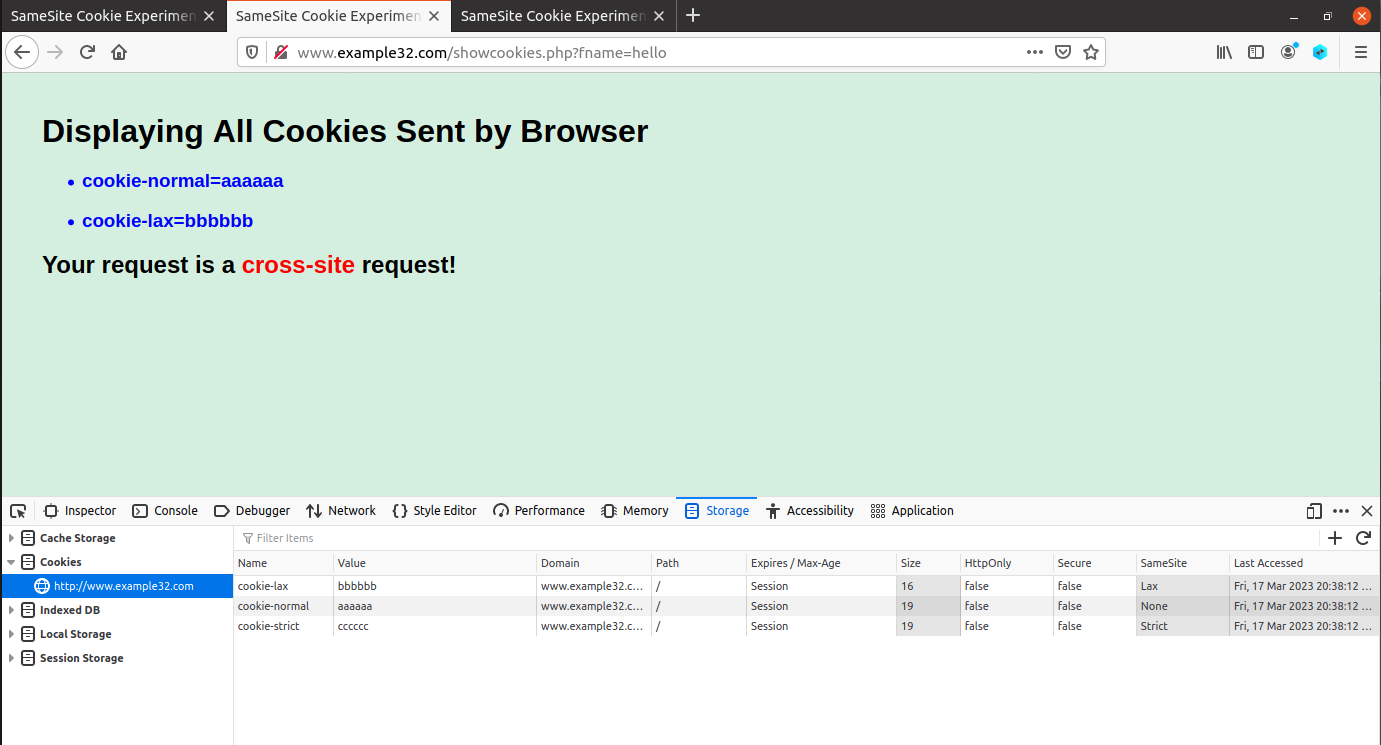 SameSite Cookie Experimen SameSite Cookie Experimen SameSite Cookie Experimen
www.example32.com/showcookies.php?fname=hello
Displaying All Cookies Sent by Browser
• cookie-normal=aaaaaa
• cookie-lax=bbbbbb
Your request is a cross-site request!
Inspector Console Debugger Network Style Editor Performance Memory Storage Accessibility Application
Cache Storage Filter Items
Cookies Name Value Domain Path Expires / Max-Age Size HttpOnly Secure SameSite Last Accessed
http://www.example32.com cookie-lax bbbbbb www.example32.c... / Session 16 false false Lax Fri, 17 Mar 2023 20:38:12 ...
Indexed DB cookie-normal aaaaaa www.example32.c... / Session 19 false false None Fri, 17 Mar 2023 20:38:12 ...
Local Storage cookie-strict cccccc www.example32.c... / Session 19 false false Strict Fri, 17 Mar 2023 20:38:12 ...
Session Storage